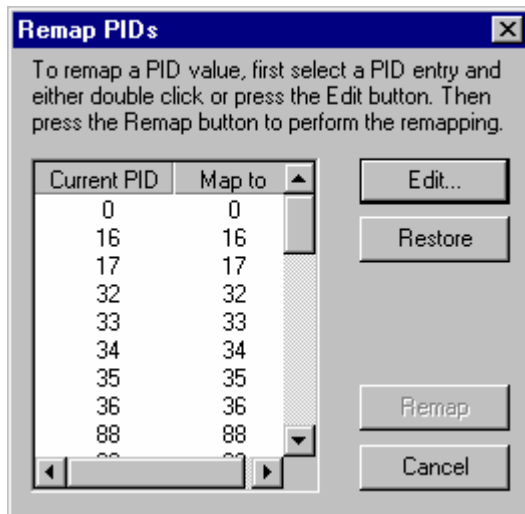 Remap PIDs
To remap a PID value, first select a PID entry and
either double click or press the Edit button. Then
press the Remap button to perform the remapping.
Current PID Map to
0 0
16 16
17 17
32 32
33 33
34 34
35 35
36 36
88 88
Edit...
Restore
Remap
Cancel